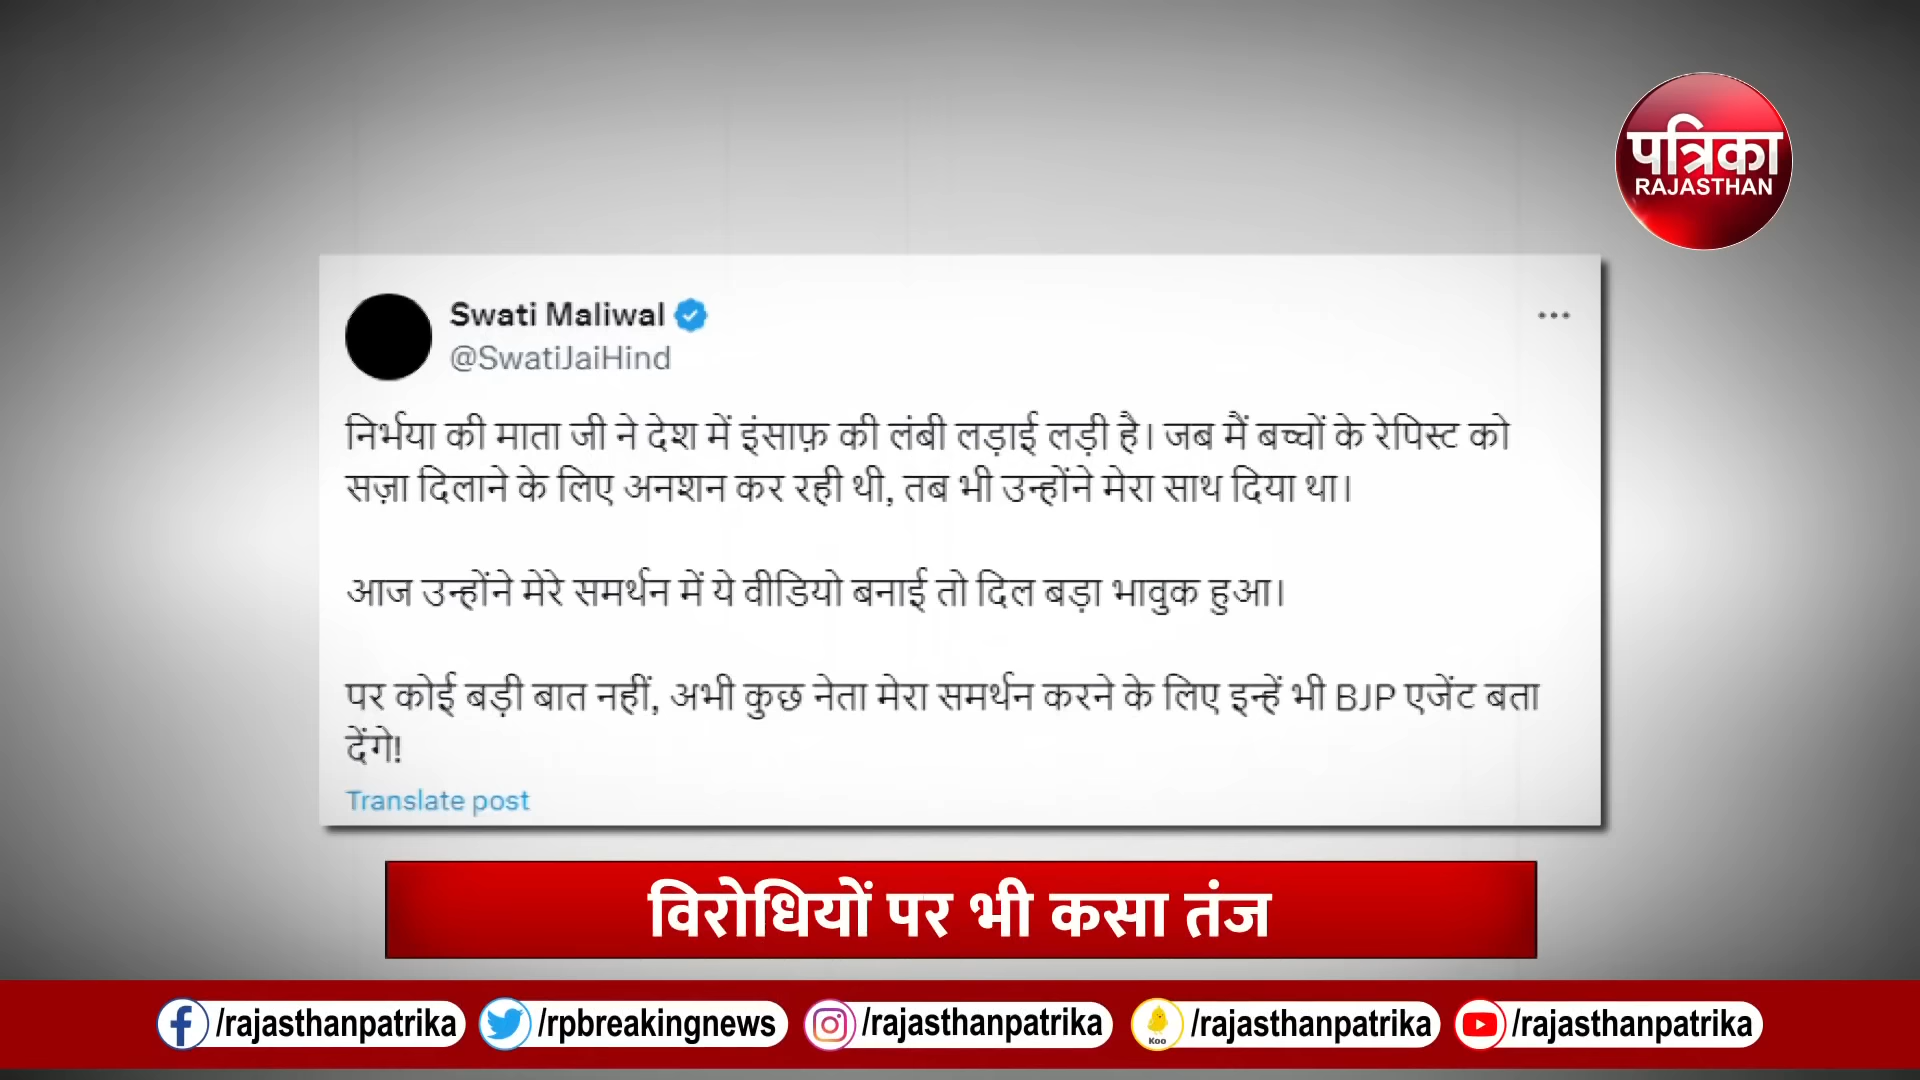 पत्रिका
RAJASTHAN
Swati Maliwal
@SwatiJaiHind
निर्भया की माता जी ने देश में इंसाफ़ की लंबी लड़ाई लड़ी है। जब मैं बच्चों के रेपिस्ट को
सज़ा दिलाने के लिए अनशन कर रही थी, तब भी उन्होंने मेरा साथ दिया था।
आज उन्होंने मेरे समर्थन में ये वीडियो बनाई तो दिल बड़ा भावुक हुआ।
पर कोई बड़ी बात नहीं, अभी कुछ नेता मेरा समर्थन करने के लिए इन्हें भी BJP एजेंट बता
देंगे!
Translate post
विरोधियों पर भी कसा तंज
/rajasthanpatrika /rpbreakingnews /rajasthanpatrika Koo /rajasthanpatrika /rajasthanpatrika